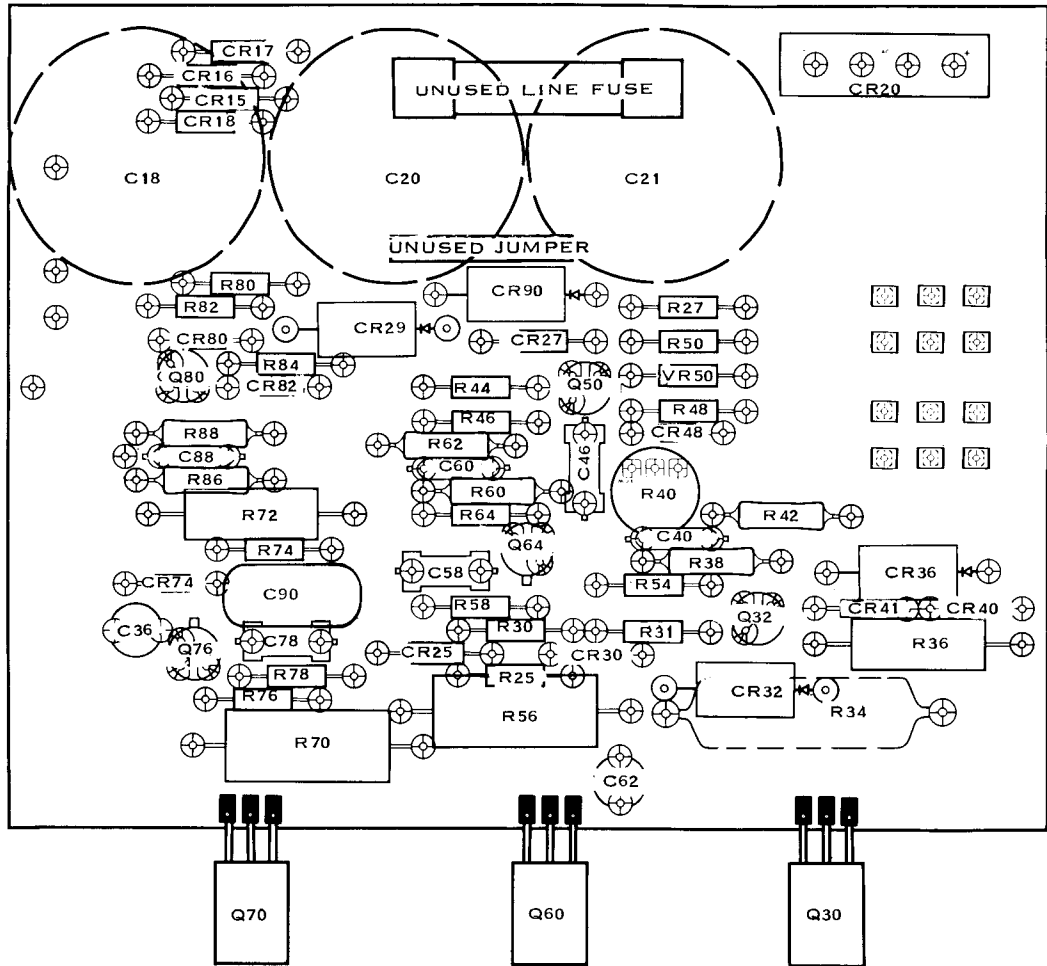 CR17
CR16
CR15
CR18
UNUSED LINE FUSE
CR20
C18
C20
C21
UNUSED JUMPER
R80
R82
CR90
R27
CR29
CR80
CR27
R50
R84
Q80
CR82
R44
Q50
VR50
R46
R48
R88
R62
CR48
C88
C60
C46
R86
R60
R40
R72
R64
R42
R74
Q64
C40
R38
CR74
C90
C58
R54
CR36
C36
R58
Q32
CR41
CR40
Q76
C78
R30
R31
R36
CR25
CR30
R78
R25
R76
R56
CR32
R34
R70
C62
Q70
Q60
Q30